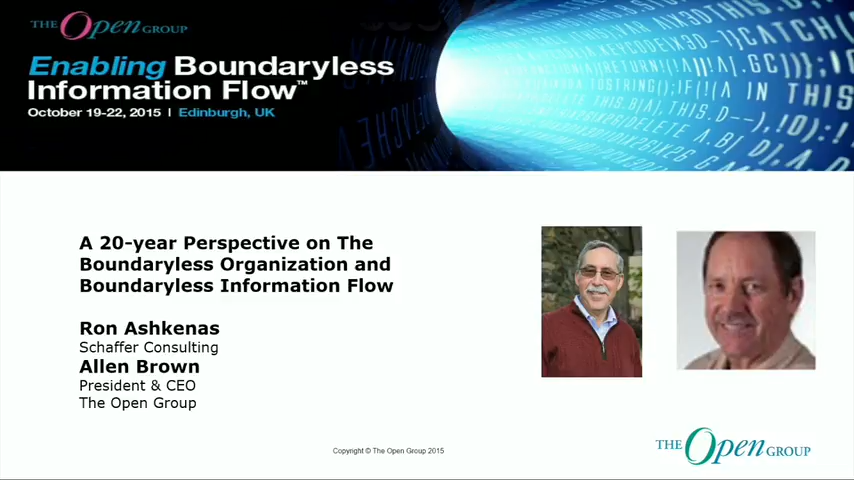 THE Open GROUP
Enabling Boundaryless
Information Flow™
October 19-22, 2015 | Edinburgh, UK
A 20-year Perspective on The
Boundaryless Organization and
Boundaryless Information Flow
Ron Ashkenas
Schaffer Consulting
Allen Brown
President & CEO
The Open Group
Copyright © The Open Group 2015
THE Open GROUP